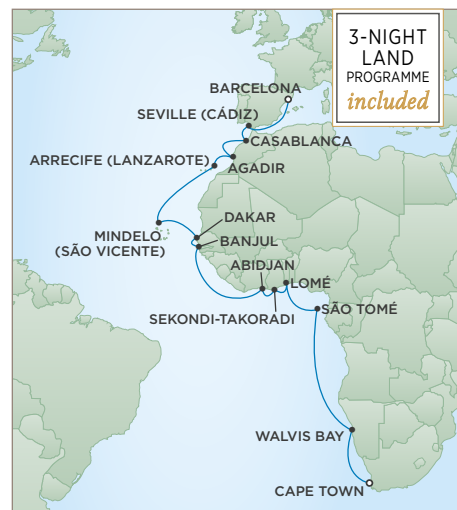 3-NIGHT
LAND
PROGRAMME
included
BARCELONA
SEVILLE (CÁDIZ)
CASABLANCA
ARRECIFE (LANZAROTE)
AGADIR
DAKAR
MINDELO
(SÃO VICENTE)
BANJUL
ABIDJAN
LOMÉ
SEKONDI-TAKORADI
SÃO TOMÉ
WALVIS BAY
CAPE TOWN